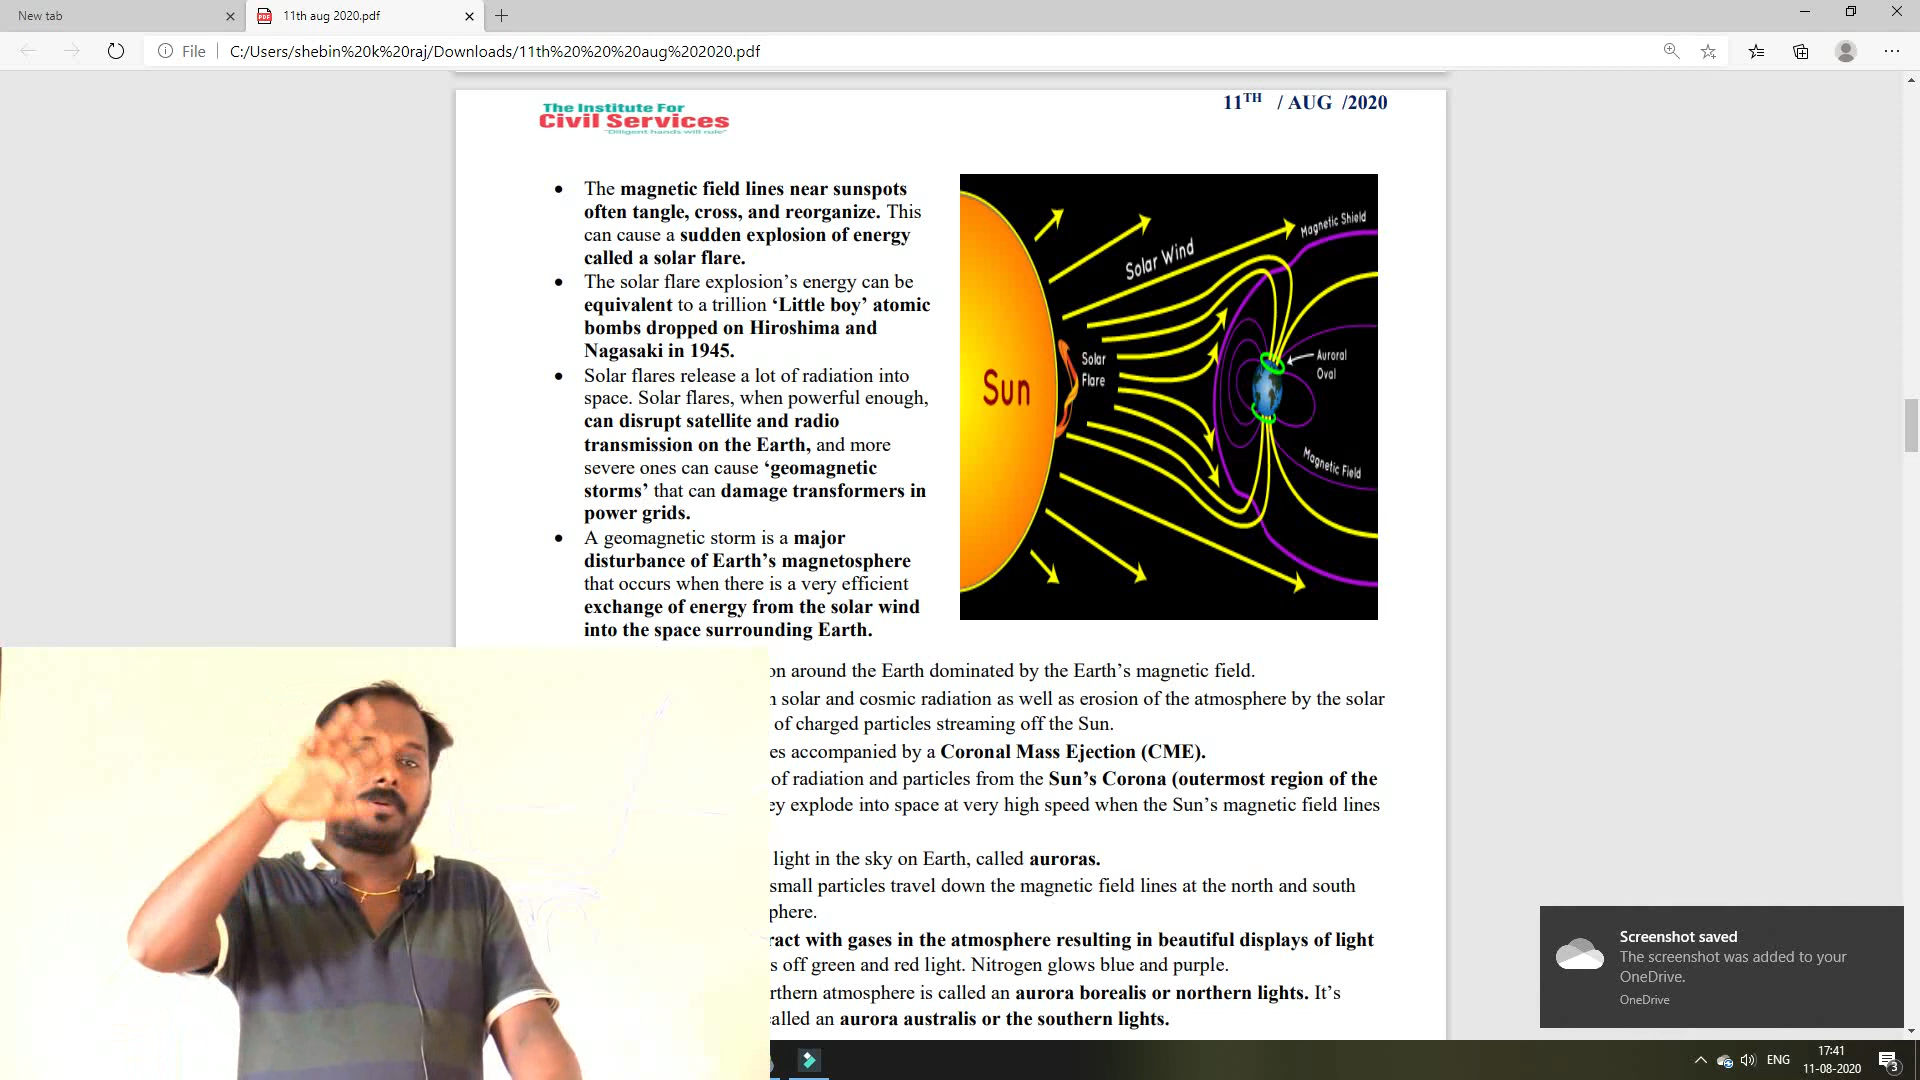 New tab
11th aug 2020.pdf
File
C:/Users/shebin%20k%20raj/Downloads/11th%20%20%20aug%202020.pdf
The Institute For
Civil Services
"Diligent hands will rule"
11TH / AUG /2020
• The magnetic field lines near sunspots
often tangle, cross, and reorganize. This
can cause a sudden explosion of energy
called a solar flare.
• The solar flare explosion's energy can be
equivalent to a trillion ‘Little boy’ atomic
bombs dropped on Hiroshima and
Nagasaki in 1945.
• Solar flares release a lot of radiation into
space. Solar flares, when powerful enough,
can disrupt satellite and radio
transmission on the Earth, and more
severe ones can cause ‘geomagnetic
storms’ that can damage transformers in
power grids.
• A geomagnetic storm is a major
disturbance of Earth’s magnetosphere
that occurs when there is a very efficient
exchange of energy from the solar wind
into the space surrounding Earth.
Sun
Solar Wind
Magnetic Shield
Solar
Flare
Auroral
Oval
Magnetic Field
on around the Earth dominated by the Earth’s magnetic field.
solar and cosmic radiation as well as erosion of the atmosphere by the solar
of charged particles streaming off the Sun.
es accompanied by a Coronal Mass Ejection (CME).
of radiation and particles from the Sun’s Corona (outermost region of the
ey explode into space at very high speed when the Sun’s magnetic field lines
light in the sky on Earth, called auroras.
small particles travel down the magnetic field lines at the north and south
phere.
ract with gases in the atmosphere resulting in beautiful displays of light
s off green and red light. Nitrogen glows blue and purple.
rthern atmosphere is called an aurora borealis or northern lights. It’s
alled an aurora australis or the southern lights.
Screenshot saved
The screenshot was added to your
OneDrive.
OneDrive
ENG
17:41
11-08-2020
3